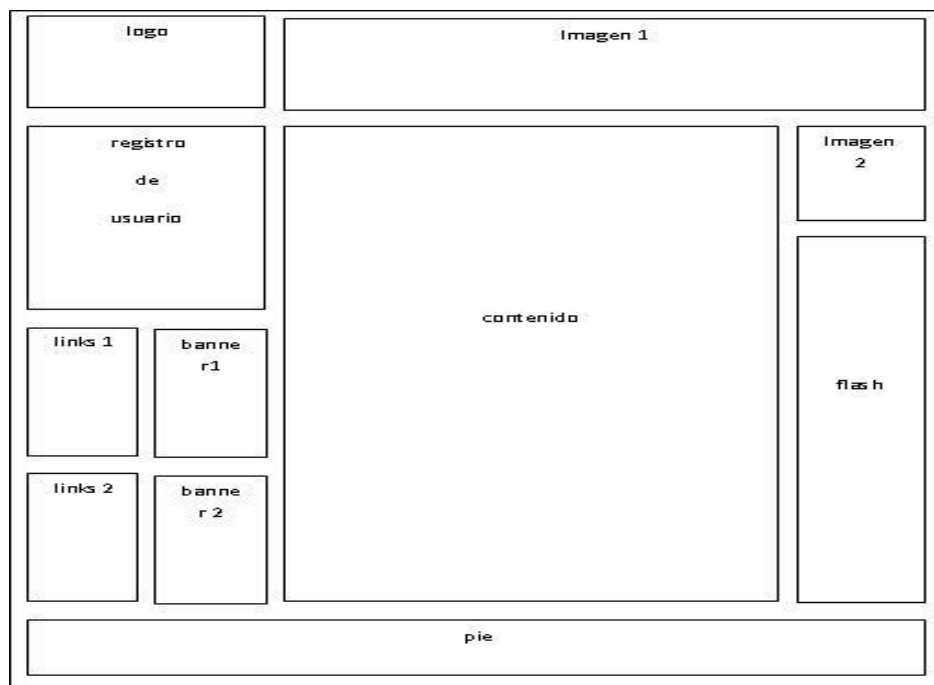 logo
Imagen 1
registro
de
usuario
Imagen
2
contenido
links 1
banne
r1
flash
links 2
banne
r 2
pie